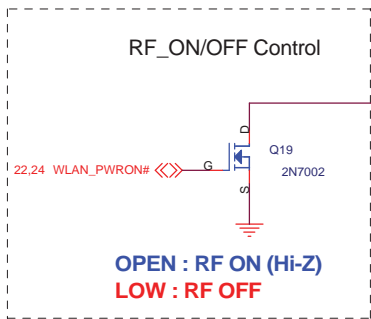 RF_ON/OFF Control
D
Q19
G
22,24 WLAN_PWRON#
2N7002
S
OPEN : RF ON (Hi-Z)
LOW : RF OFF